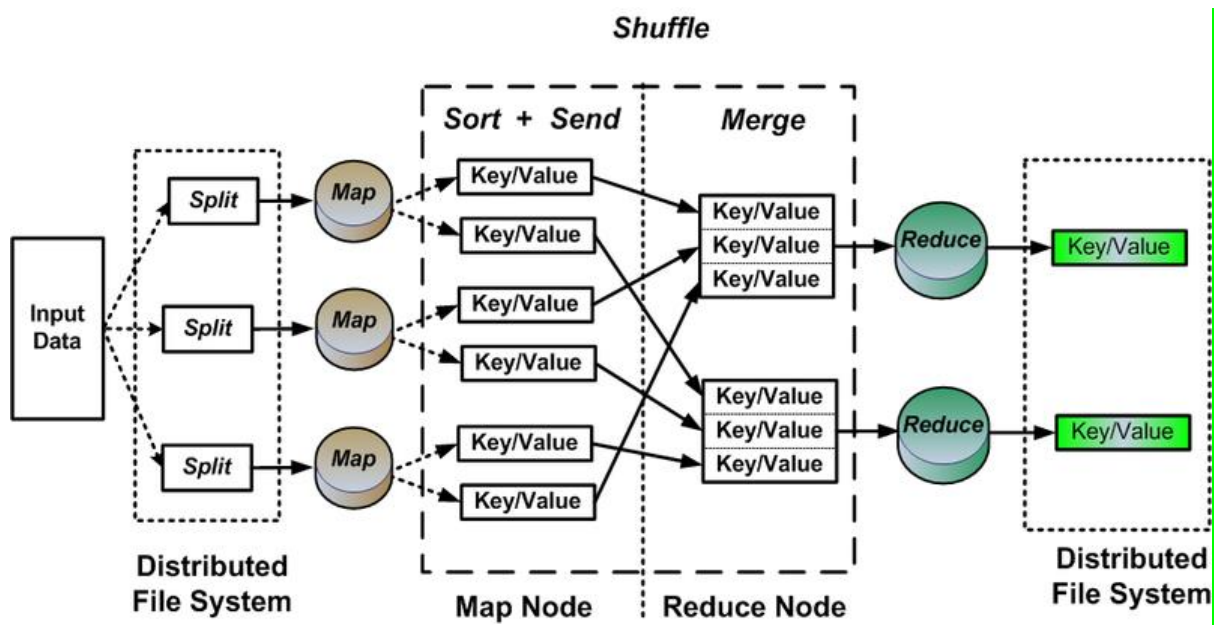 Shuffle
Sort + Send
Merge
Input
Data
Split
Split
Split
Map
Map
Map
Key/Value
Key/Value
Key/Value
Key/Value
Key/Value
Key/Value
Key/Value
Key/Value
Key/Value
Key/Value
Key/Value
Key/Value
Reduce
Reduce
Key/Value
Key/Value
Distributed
File System
Map Node
Reduce Node
Distributed
File System